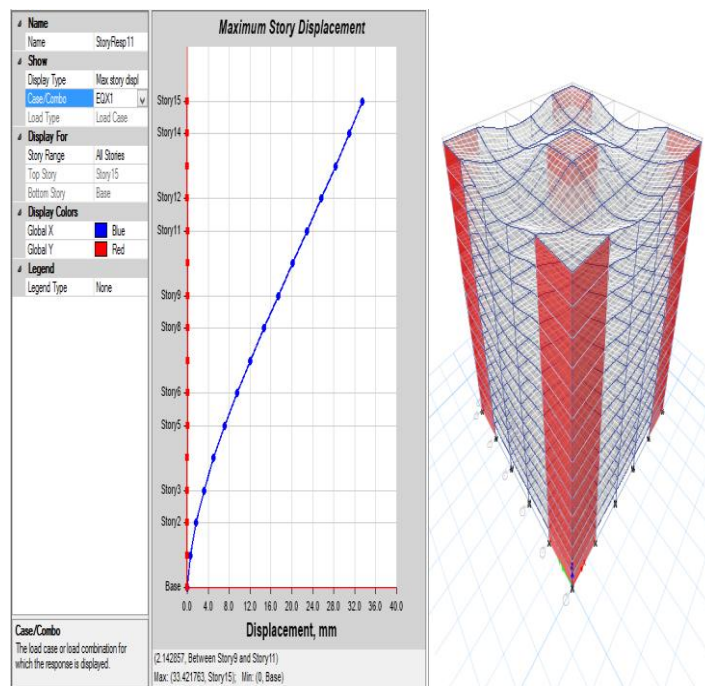 Name
Name StoryResp11
Show
Display Type Max story displ
Case/Combo EQX1
Load Type Load Case
Display For
Story Range All Stories
Top Story Story15
Bottom Story Base
Display Colors
Global X Blue
Global Y Red
Legend
Legend Type None
Case/Combo
The load case or load combination for
which the response is displayed.
Maximum Story Displacement
Story15
Story14
Story12
Story11
Story9
Story8
Story6
Story5
Story3
Story2
Base
0.0 4.0 8.0 12.0 16.0 20.0 24.0 28.0 32.0 36.0 40.0
Displacement, mm
(2.142857, Between Story9 and Story11)
Max: (33.421763, Story15); Min: (0, Base)